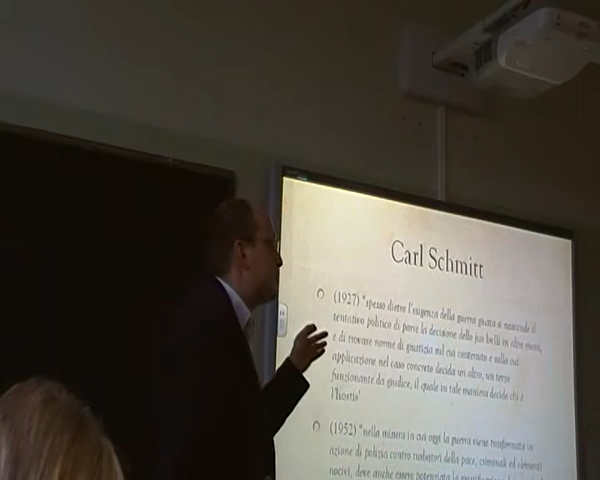 Carl Schmitt
(1927) "spesso dietro l'esigenza della guerra giusta si nasconde il
tentativo politico di porre la decisione dello jus belli in altre mani,
e di trovare norme di giustizia sul cui contenuto e sulla cui
applicazione nel caso concreto decida un altro, un terzo
funzionante da giudice, il quale in tale maniera decide chi è
l'hostis"
(1952) "nella misura in cui oggi la guerra viene trasformata in
azione di polizia contro turbatori della pace, criminali ed elementi
nocivi, deve anche essere potenziata la